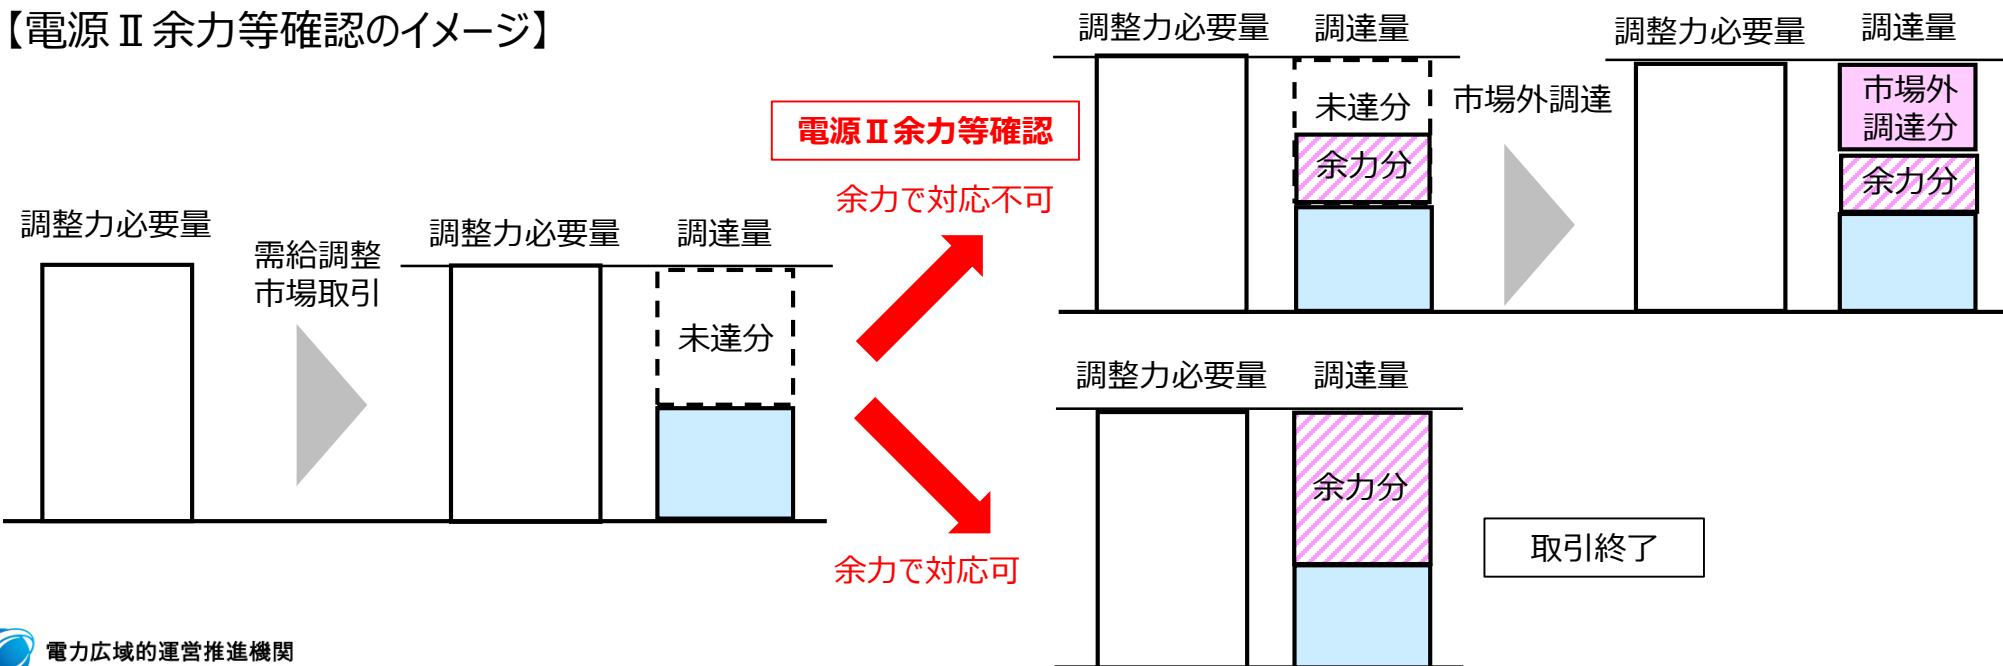 【電源Ⅱ余力等確認のイメージ】
調整力必要量
需給調整
市場取引
調整力必要量
調達量
未達分
電源Ⅱ余力等確認
余力で対応不可
余力で対応可
調整力必要量
調達量
未達分
余力分
市場外調達
調整力必要量
調達量
市場外
調達分
余力分
調整力必要量
調達量
余力分
取引終了
電力広域的運営推進機関